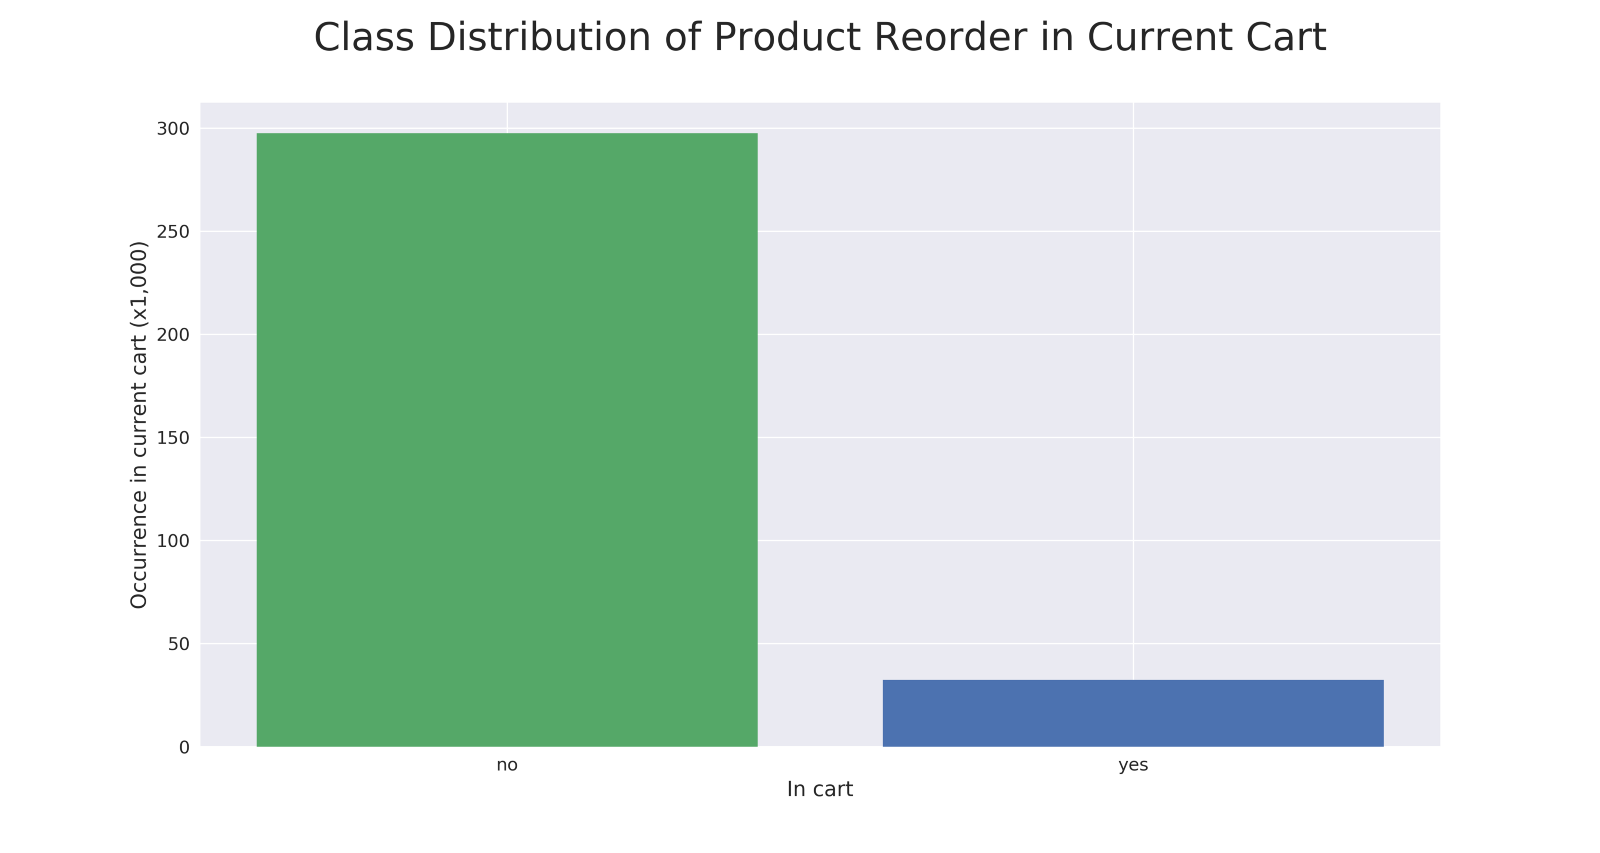 Class Distribution of Product Reorder in Current Cart
Occurrence in current cart (x1,000)
300
250
200
150
100
50
0
no
yes
In cart